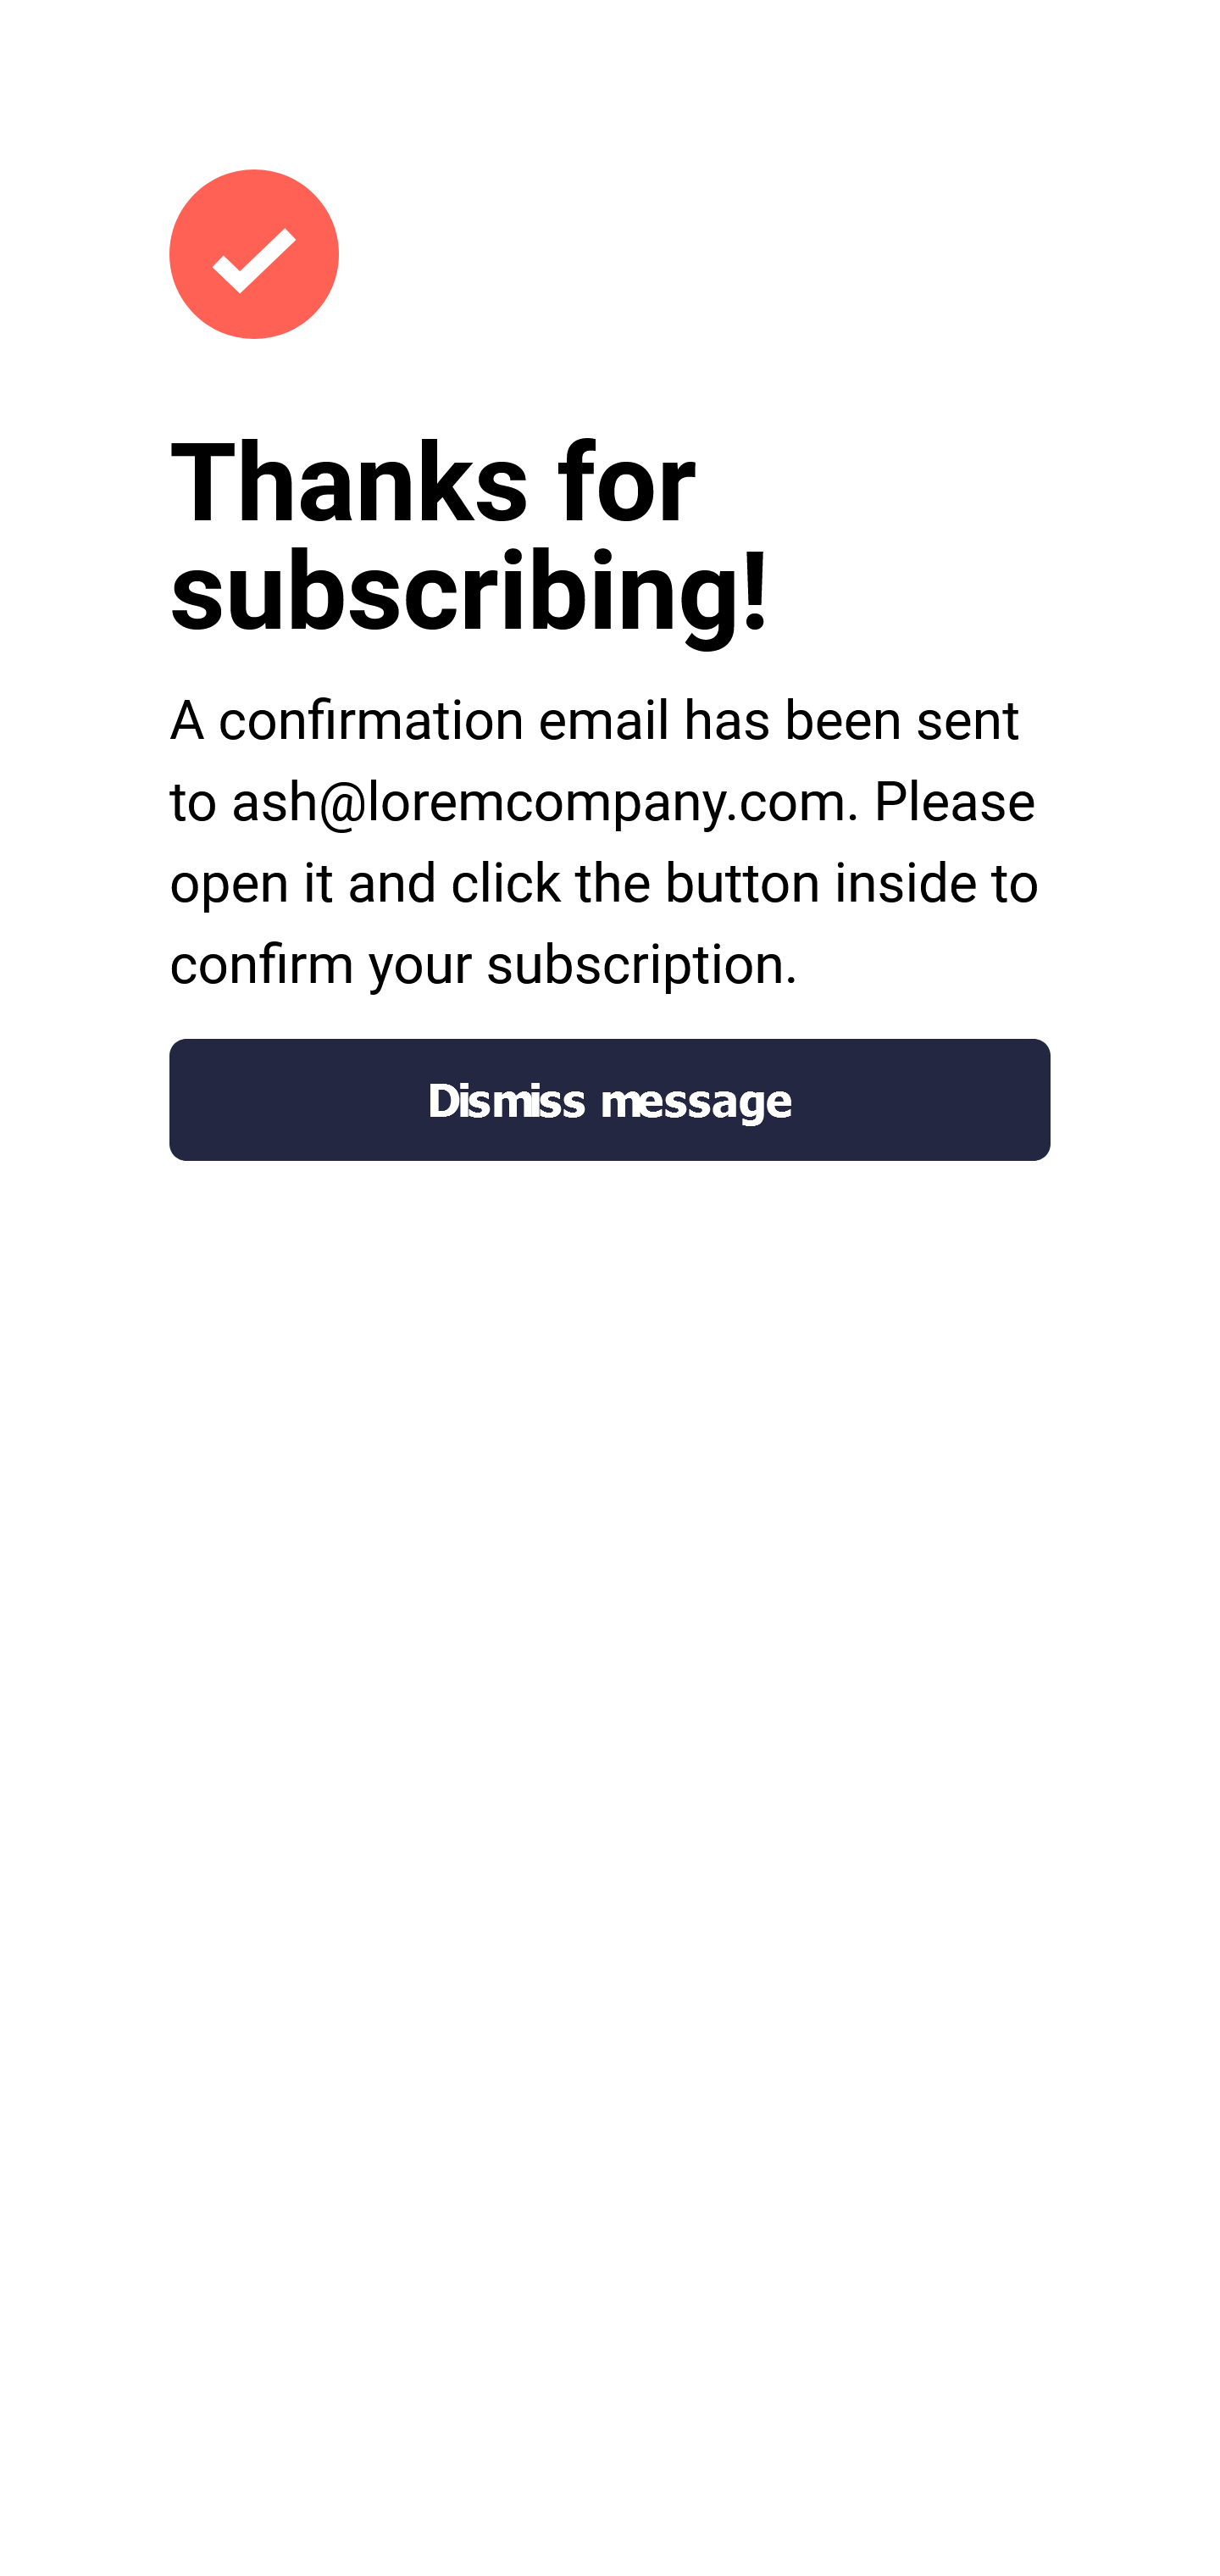 Thanks for
subscribing!
A confirmation email has been sent
to ash@loremcompany.com. Please
open it and click the button inside to
confirm your subscription.
Dismiss message